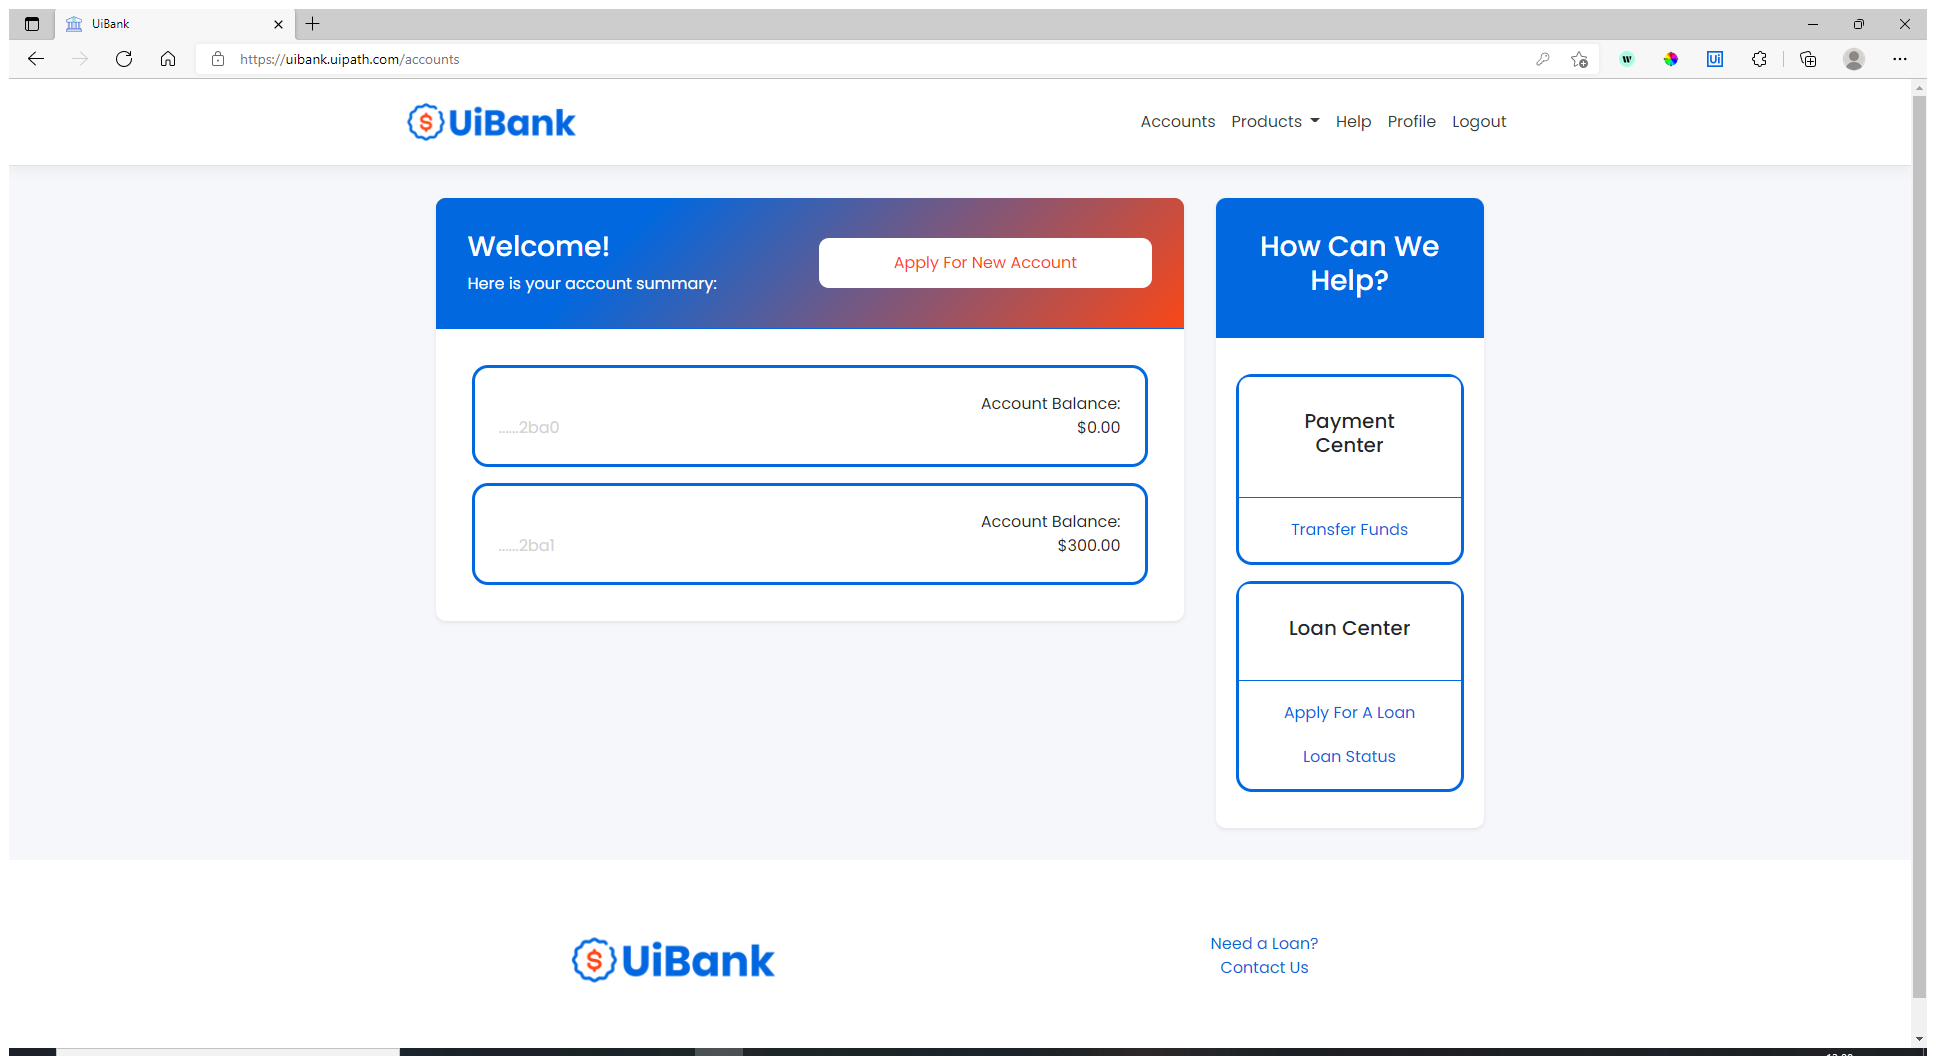 UiBank
https://uibank.uipath.com/accounts
W
Ui
$ UiBank
Accounts Products Help Profile Logout
Welcome!
Here is your account summary:
Apply For New Account
Account Balance:
......2ba0 $0.00
Account Balance:
......2ba1 $300.00
How Can We
Help?
Payment
Center
Transfer Funds
Loan Center
Apply For A Loan
Loan Status
$ UiBank
Need a Loan?
Contact Us